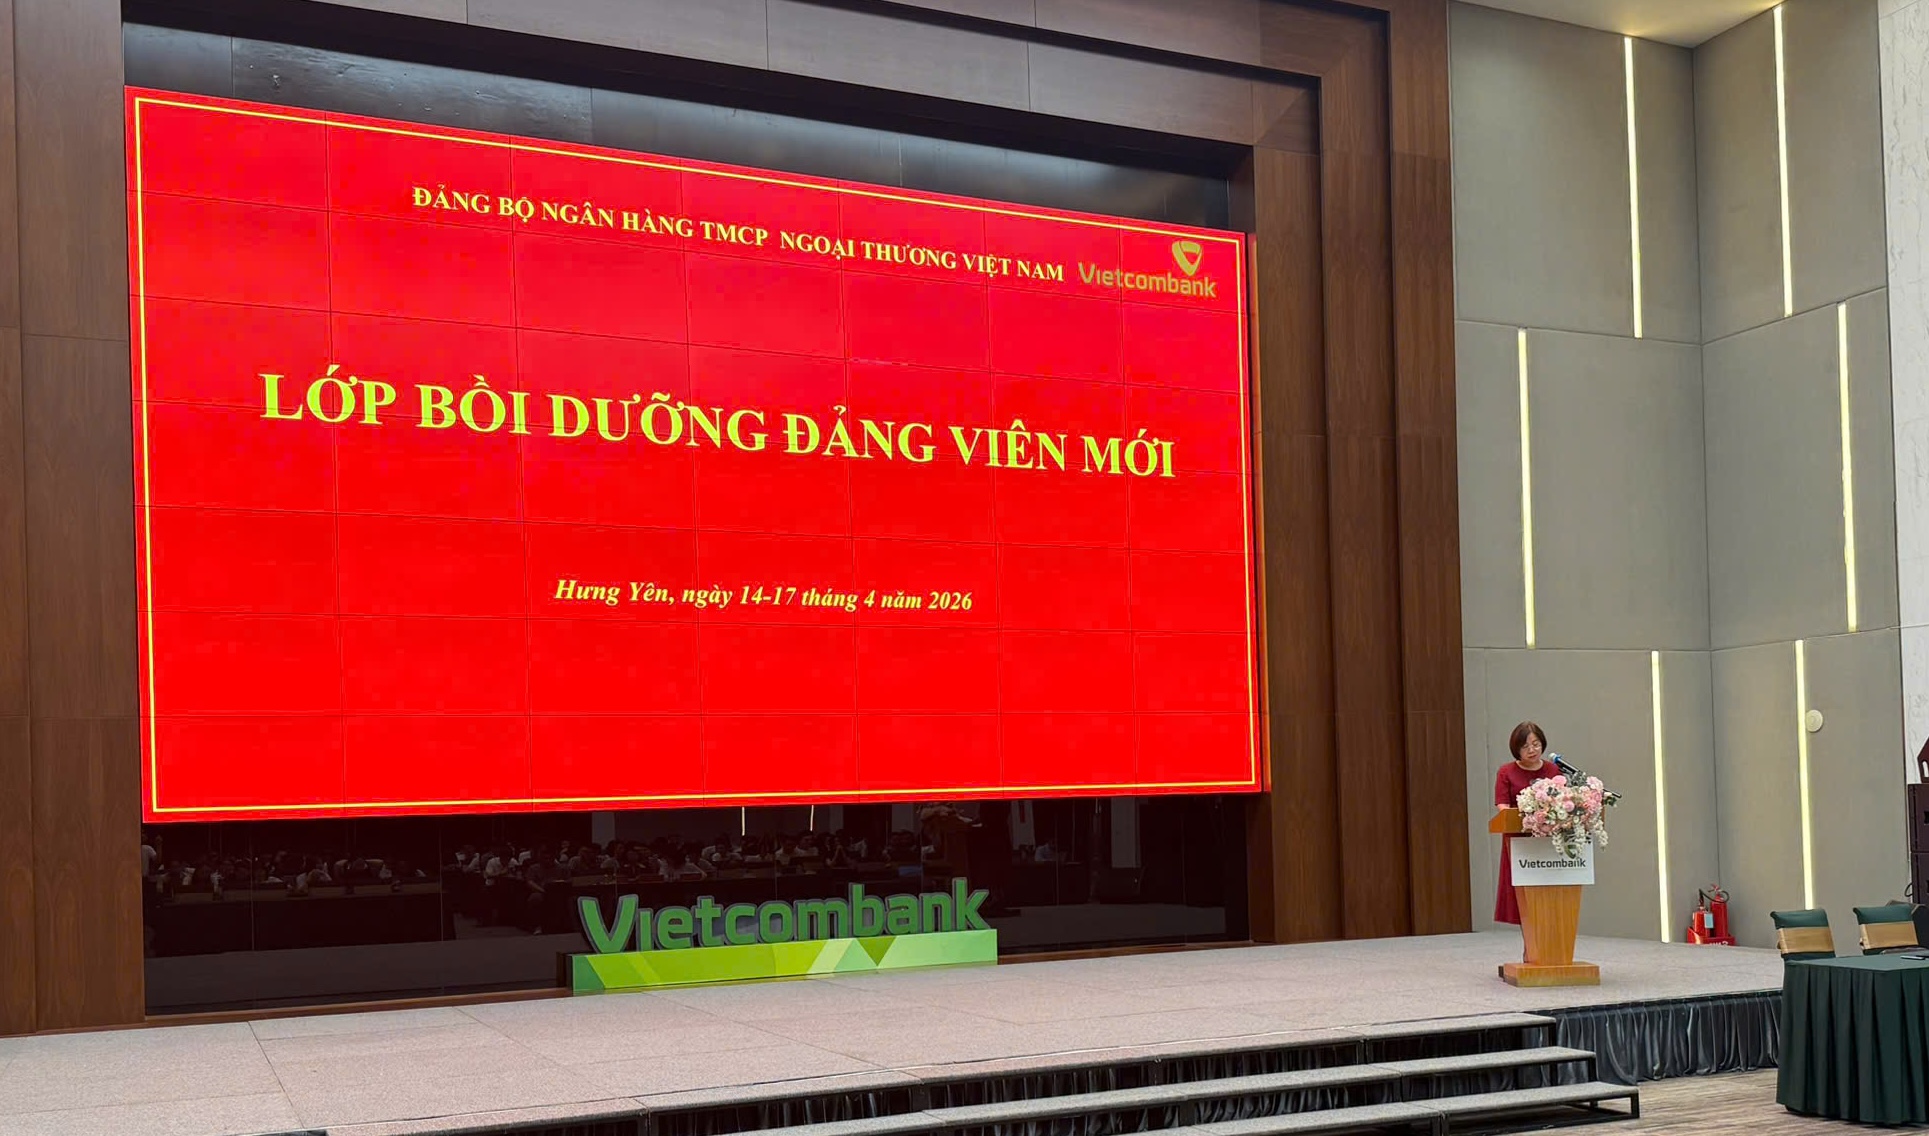 ĐẢNG BỘ NGÂN HÀNG TMCP NGOẠI THƯƠNG VIỆT NAM
Vietcombank
LỚP BỒI DƯỠNG ĐẢNG VIÊN MỚI
Hưng Yên, ngày 14-17 tháng 4 năm 2026
Vietcombank
Vietcombank